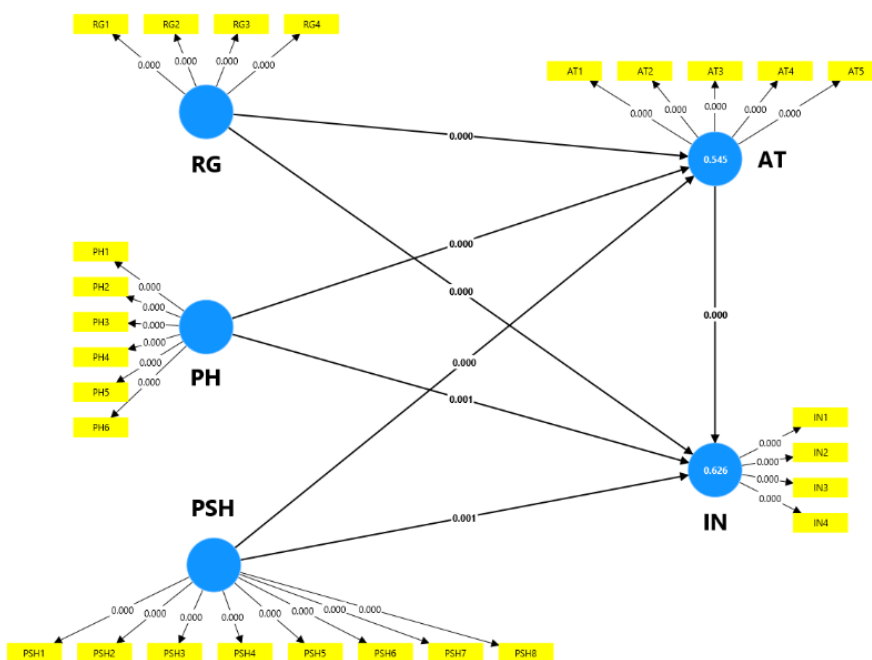 RG1 RG2 RG3 RG4
0.000 0.000 0.000 0.000
RG
AT1 AT2 AT3 AT4 AT5
0.000 0.000 0.000 0.000 0.000
0.545 AT
0.000
0.000
0.000
0.000
0.001
0.001
0.000
PH1
PH2
PH3
PH4
PH5
PH6
0.000
0.000
0.000
0.000
0.000
0.000
PH
IN1
IN2
IN3
IN4
0.000
0.000
0.000
0.000
0.626
IN
PSH
0.000 0.000 0.000 0.000 0.000 0.000 0.000 0.000
PSH1 PSH2 PSH3 PSH4 PSH5 PSH6 PSH7 PSH8